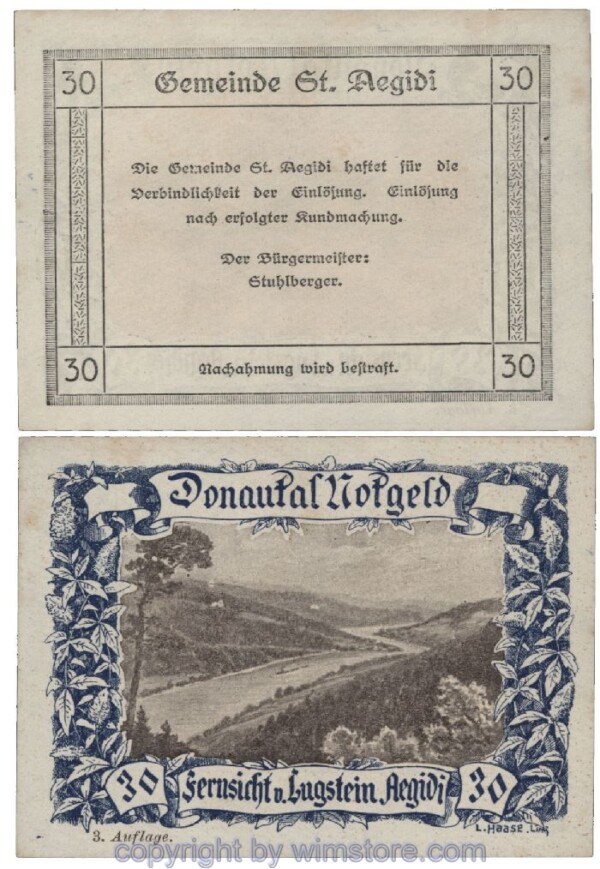 30 Gemeinde St. Aegidi 30
Die Gemeinde St. Aegidi haftet für die
Verbindlichkeit der Einlösung. Einlösung
nach erfolgter Kundmachung.
Der Bürgermeister:
Stuhlberger.
30 Nachahmung wird bestraft. 30
Donautal Notgeld
30 Fernsicht v. Lugstein, Aegidi 30
3. Auflage.
L. Haase, Linz
copyright by wimstore.com